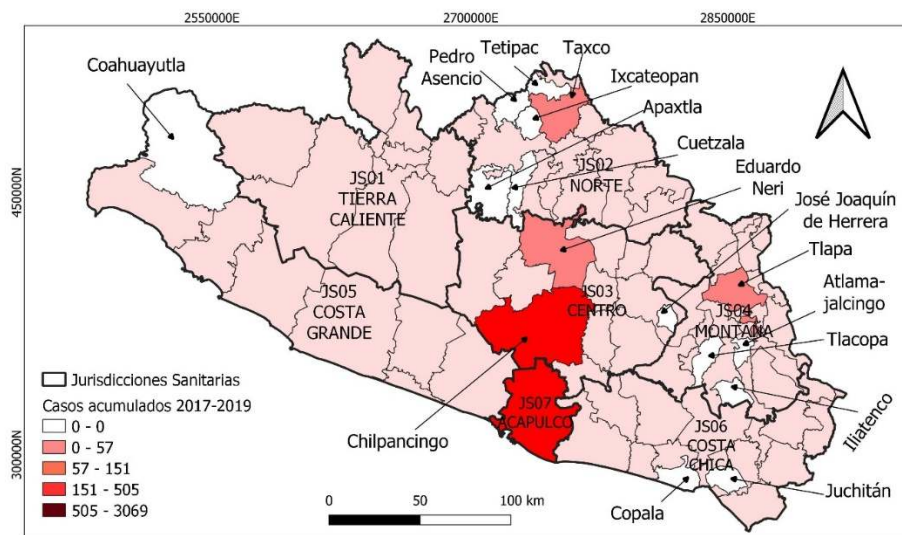 2550000E
2700000E
2850000E
Tetipac
Taxco
Pedro
Asencio
Coahuayutla
Ixcateopan
Apaxtla
Cuetzala
Eduardo
Neri
450000N
JS01
TIERRA
CALIENTE
JS02
NORTE
José Joaquín
de Herrera
Tlapa
Atlama-
jalcingo
Tlacopa
JS05
COSTA
GRANDE
JS03
CENTRO
JS04
MONTAÑA
Jurisdicciones Sanitarias
Casos acumulados 2017-2019
0 - 0
0 - 57
57 - 151
151 - 505
505 - 3069
JS07
ACAPULCO
Chilpancingo
JS06
COSTA
CHICA
Iliatenco
300000N
Copala
Juchitán
0
50
100 km